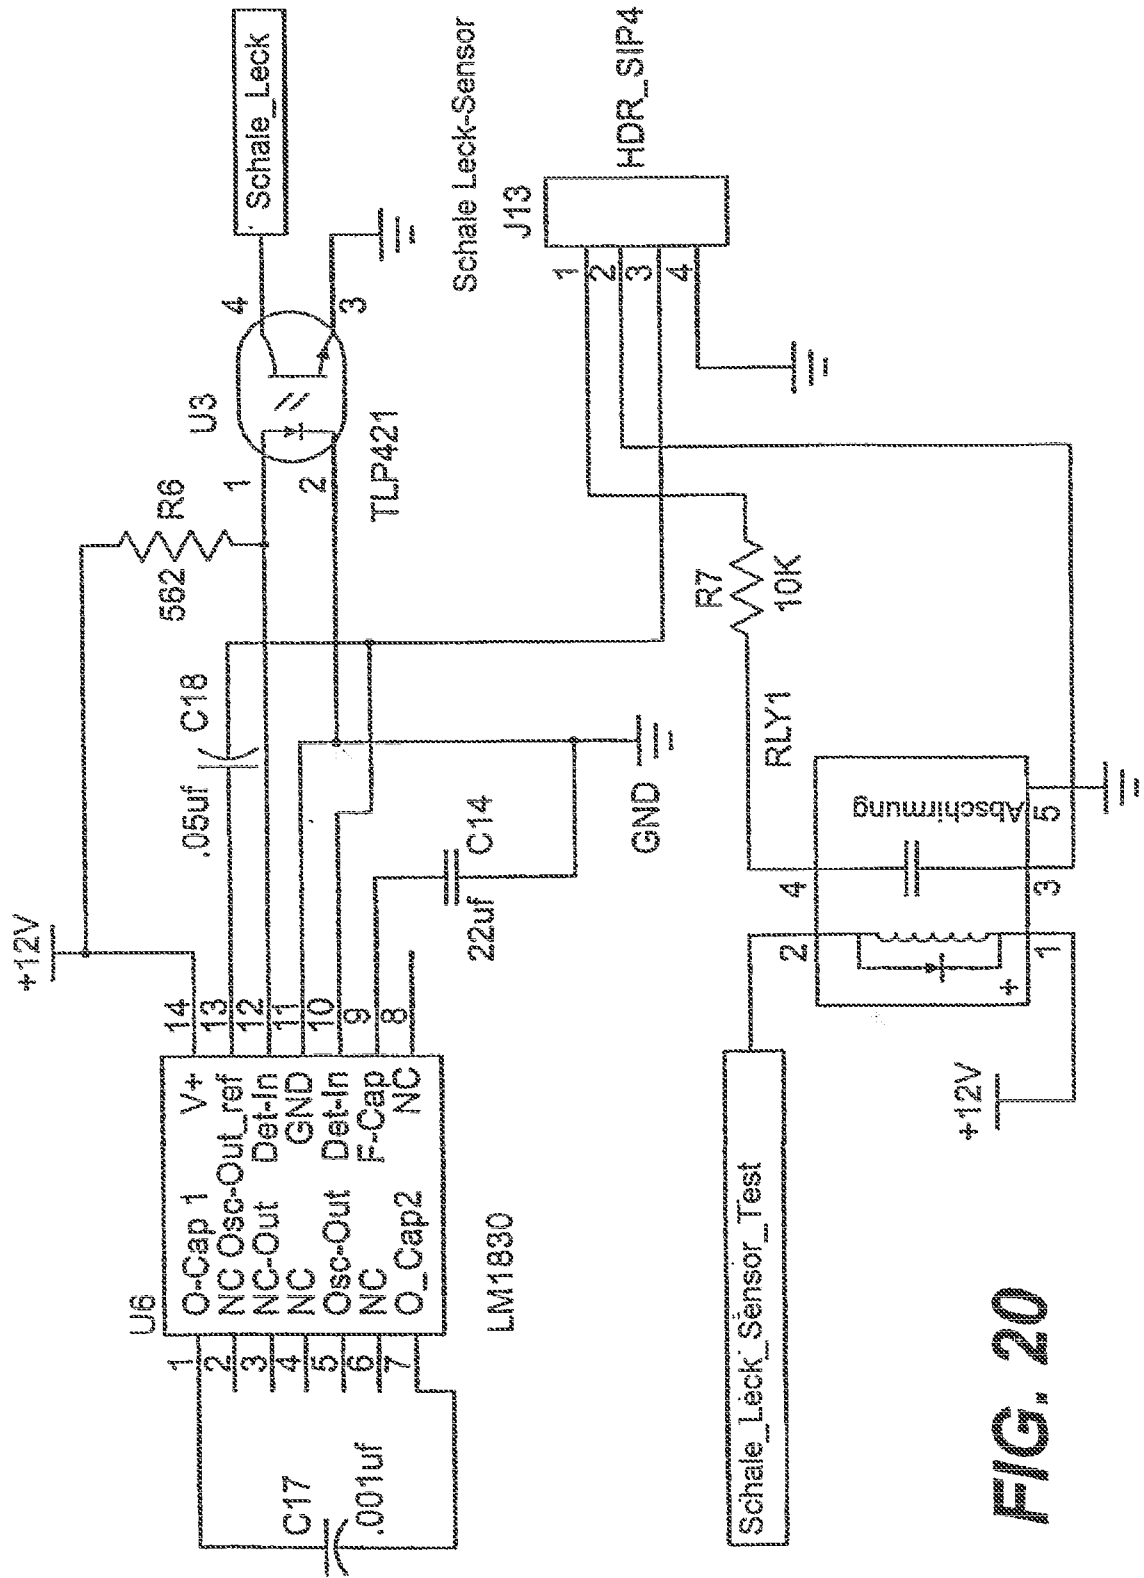 +12V
562
R6
U3
1
2
4
3
TLP421
Schale_Leck
.05uf
C18
U6
O-Cap 1
V+
NC
Osc-Out_ref
NC-Out
Det-In
NC
GND
Osc-Out
Det-In
NC
F-Cap
O_Cap2
NC
1
2
3
4
5
6
7
14
13
12
11
10
9
8
LM1830
C17
.001uf
22uf
C14
GND
Schale Leck-Sensor
J13
1
2
3
4
HDR_SIP4
R7
10K
RLY1
Schale_Leck_Sensor_Test
2
4
Abschirmung
+
1
3
5
+12V
FIG. 20